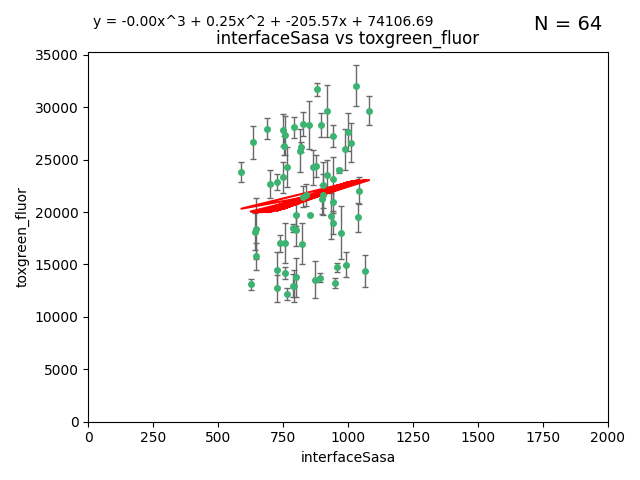 y = -0.00x^3 + 0.25x^2 + -205.57x + 74106.69
N = 64
interfaceSasa vs toxgreen_fluor
35000
30000
25000
20000
15000
10000
5000
0
toxgreen_fluor
0 250 500 750 1000 1250 1500 1750 2000
interfaceSasa